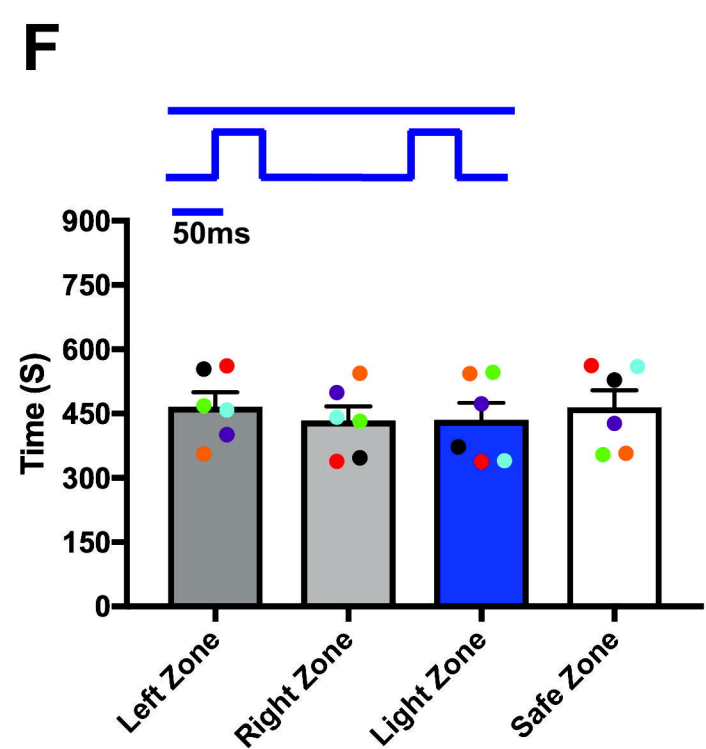 F
50ms
900
750
600
450
300
150
0
Time (S)
Left Zone
Right Zone
Light Zone
Safe Zone